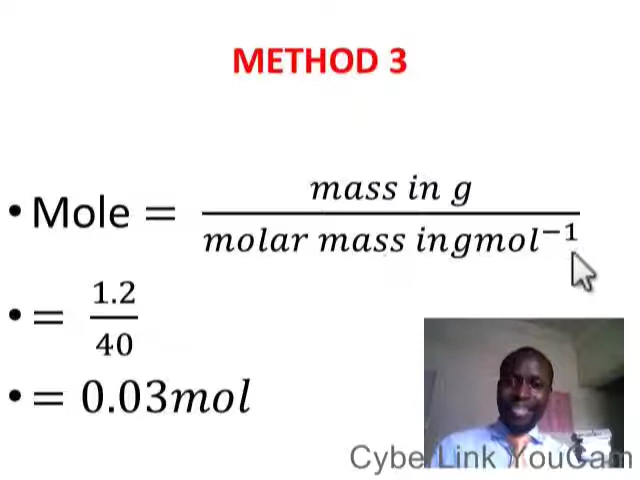 METHOD 3
• Mole = mass in g / molar mass ingmol⁻¹
• = 1.2 / 40
• = 0.03mol
CyberLink YouCam